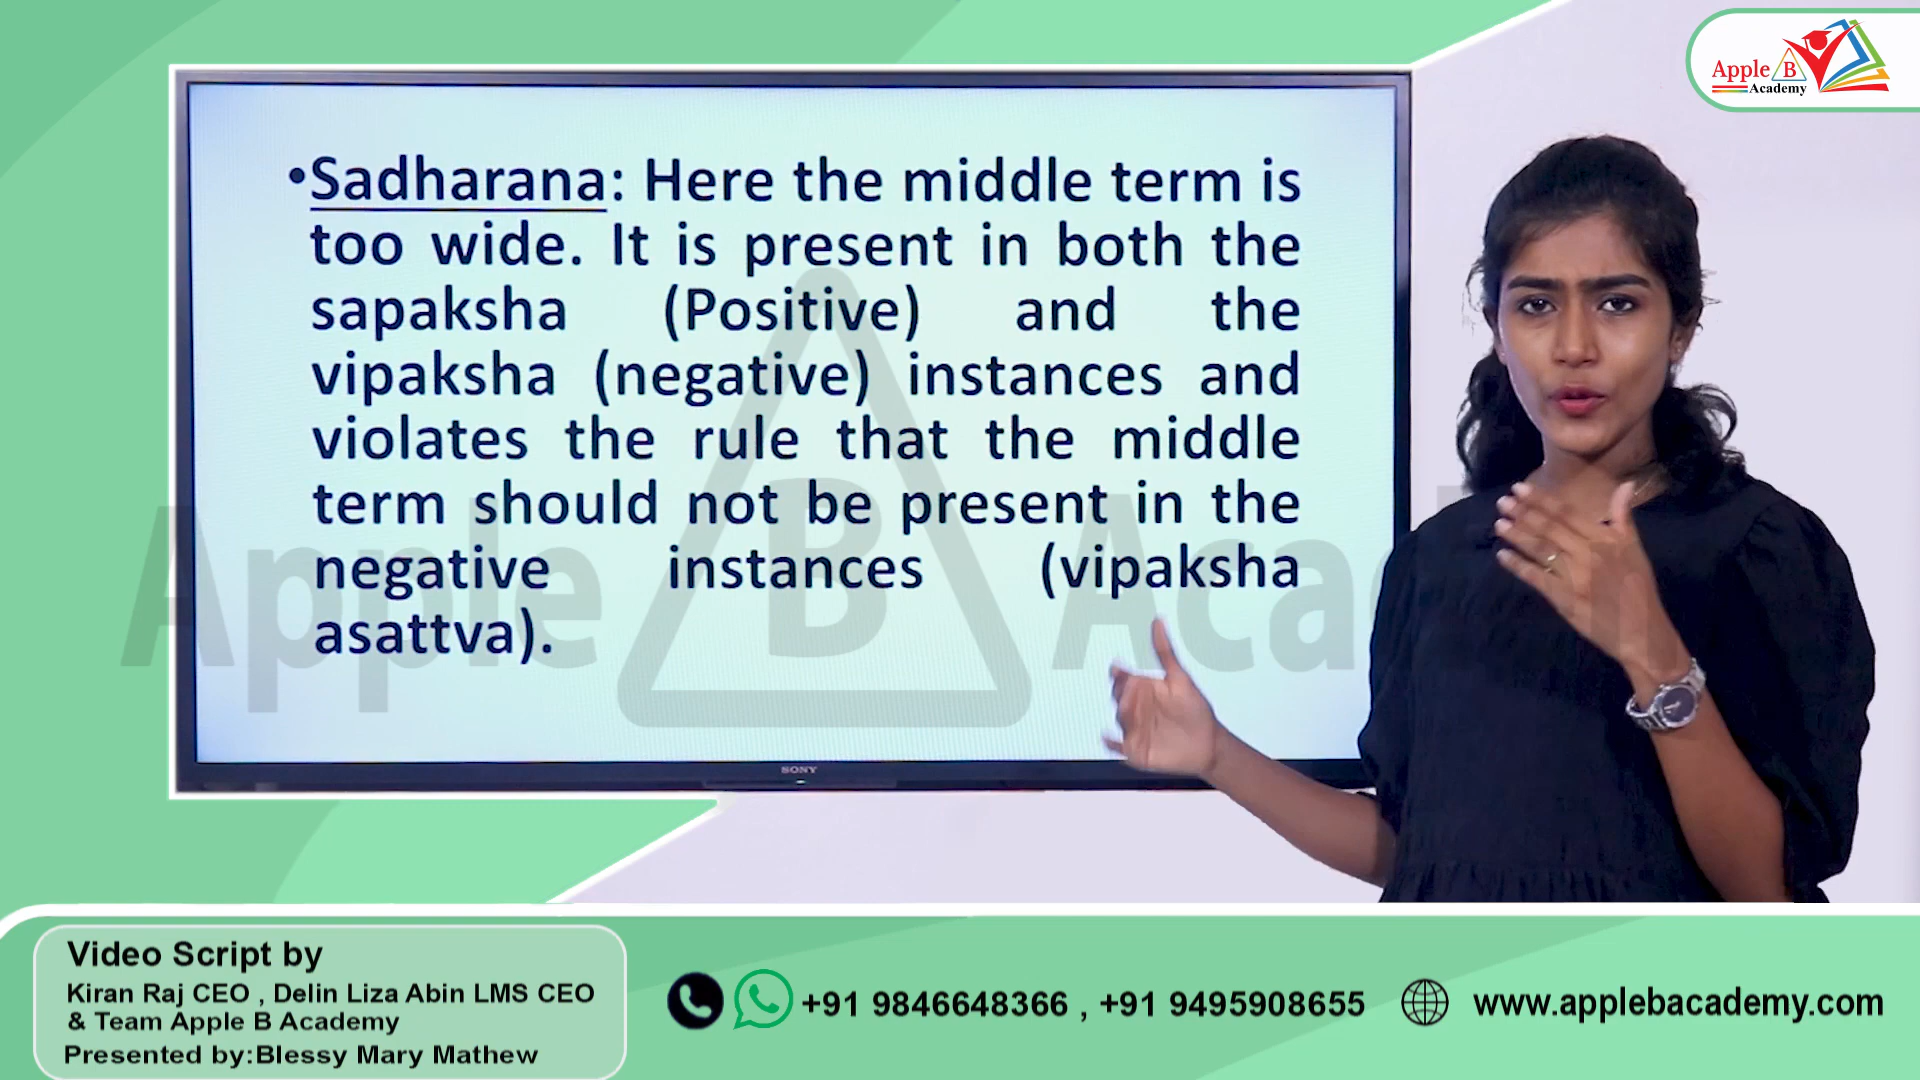 Apple B
Academy
•Sadharana: Here the middle term is
too wide. It is present in both the
sapaksha (Positive) and the
vipaksha (negative) instances and
violates the rule that the middle
term should not be present in the
negative instances (vipaksha
asattva).
Apple B Academy
SONY
Video Script by
Kiran Raj CEO , Delin Liza Abin LMS CEO
& Team Apple B Academy
Presented by:Blessy Mary Mathew
+91 9846648366 , +91 9495908655
www.applebacademy.com